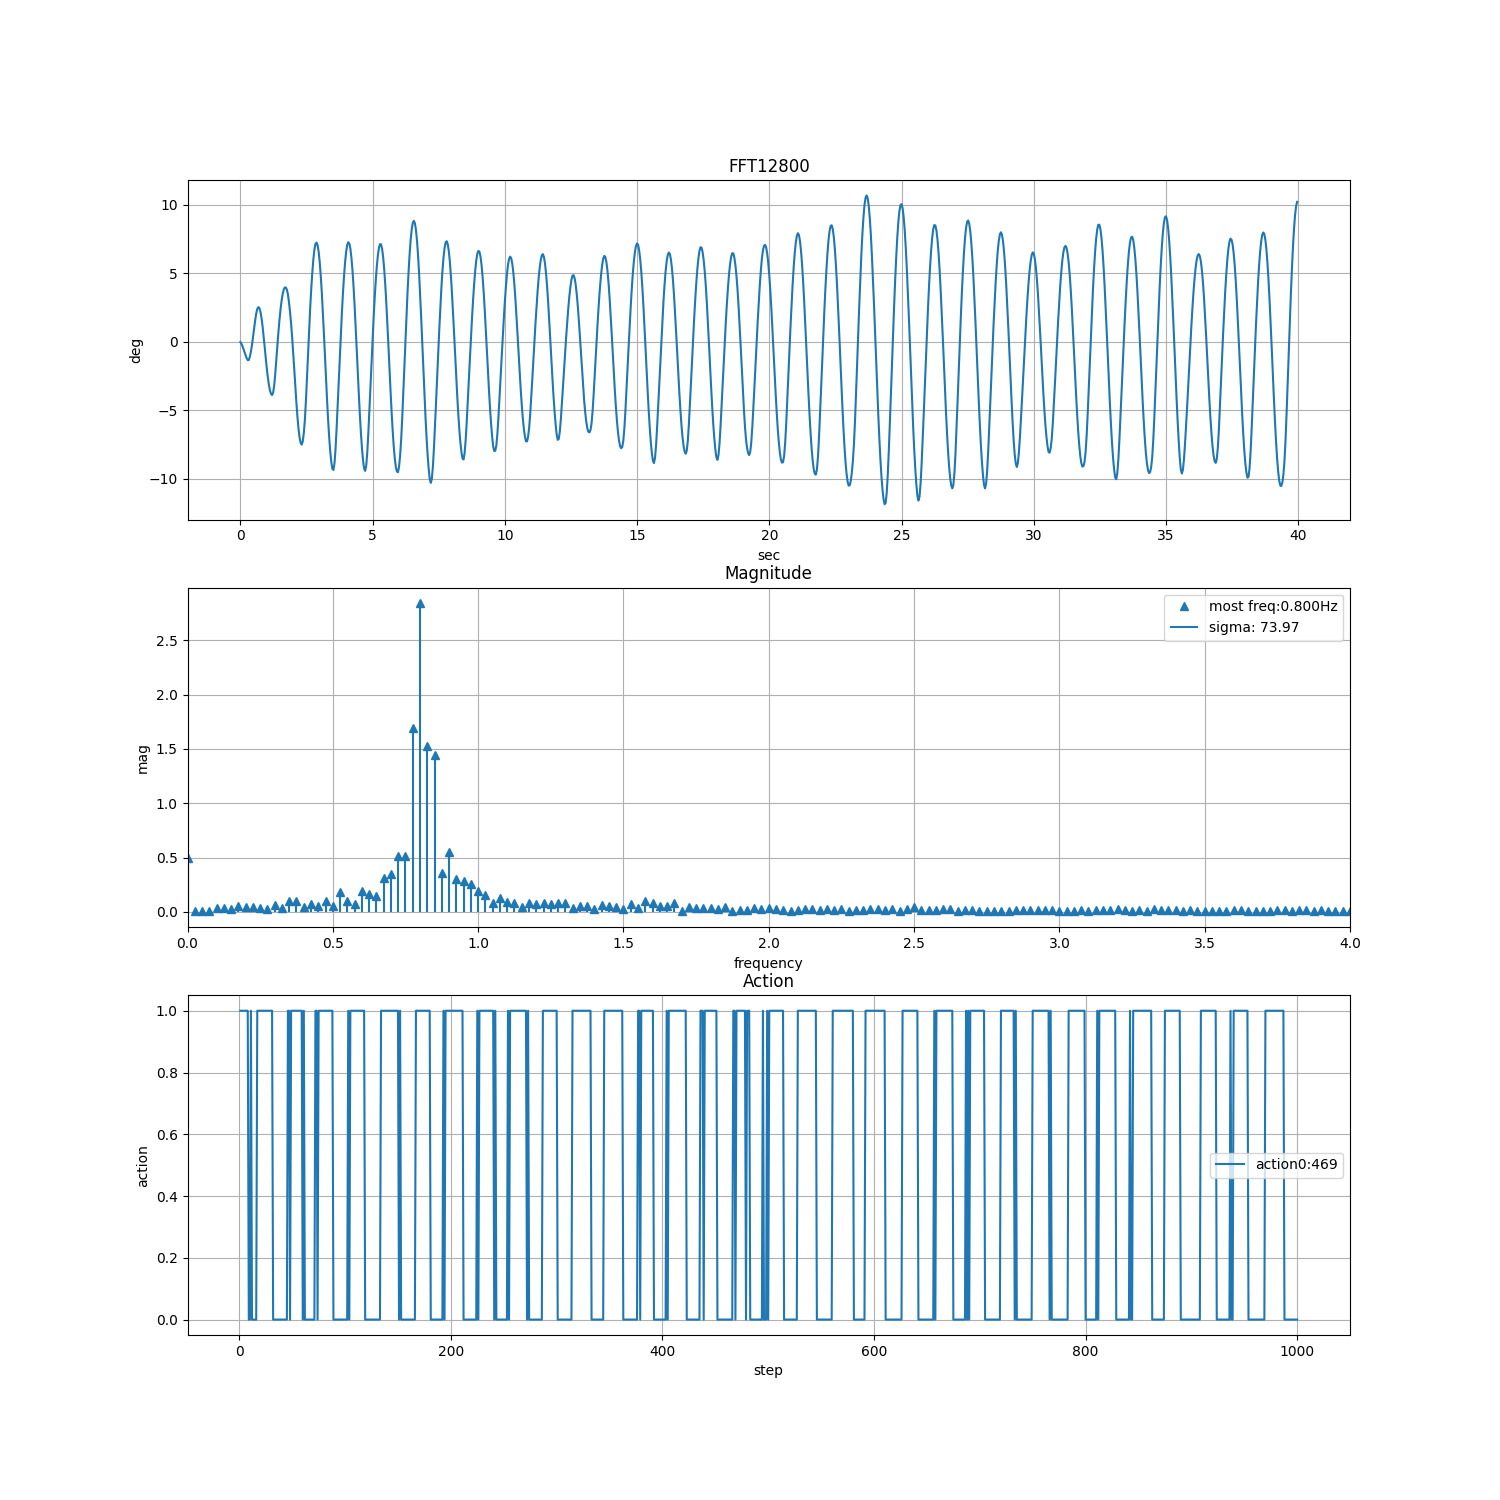 FFT12800
10
5
0
−5
−10
deg
0 5 10 15 20 25 30 35 40
sec
Magnitude
most freq:0.800Hz
sigma: 73.97
2.5
2.0
1.5
1.0
0.5
0.0
mag
0.0 0.5 1.0 1.5 2.0 2.5 3.0 3.5 4.0
frequency
Action
1.0
0.8
0.6
0.4
0.2
0.0
action
action0:469
0 200 400 600 800 1000
step